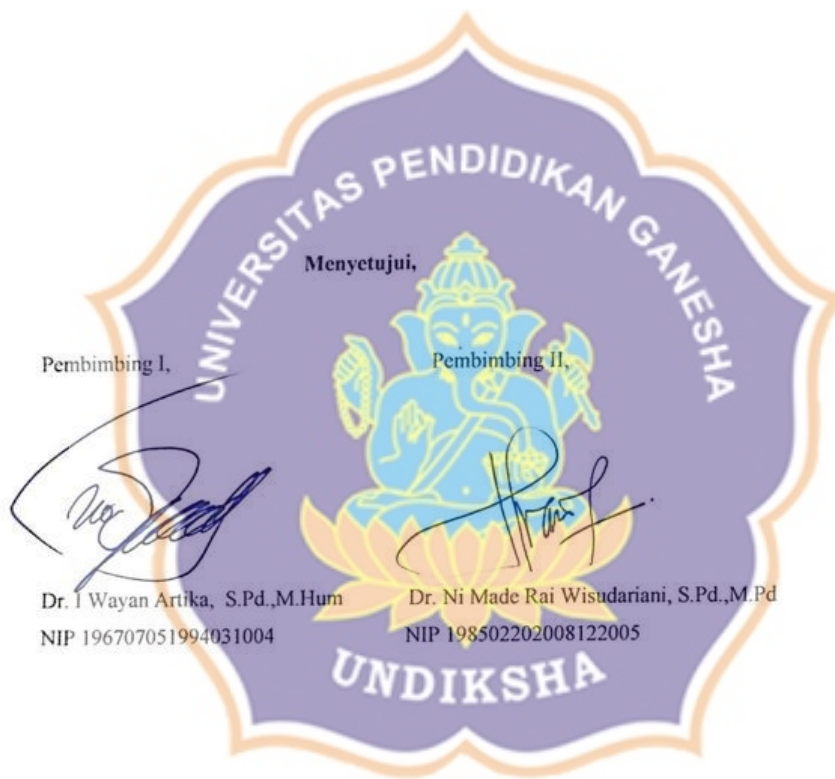 UNIVERSITAS PENDIDIKAN GANESHA
Menyetujui,
Pembimbing I,
Pembimbing II,
Dr. I Wayan Artika, S.Pd.,M.Hum
Dr. Ni Made Rai Wisudariani, S.Pd.,M.Pd
NIP 196707051994031004
NIP 198502202008122005
UNDIKSHA